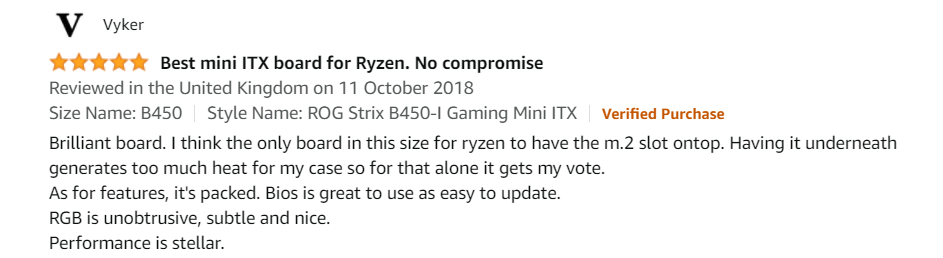 V Vyker
Best mini ITX board for Ryzen. No compromise
Reviewed in the United Kingdom on 11 October 2018
Size Name: B450 | Style Name: ROG Strix B450-I Gaming Mini ITX | Verified Purchase
Brilliant board. I think the only board in this size for ryzen to have the m.2 slot ontop. Having it underneath
generates too much heat for my case so for that alone it gets my vote.
As for features, it's packed. Bios is great to use as easy to update.
RGB is unobtrusive, subtle and nice.
Performance is stellar.